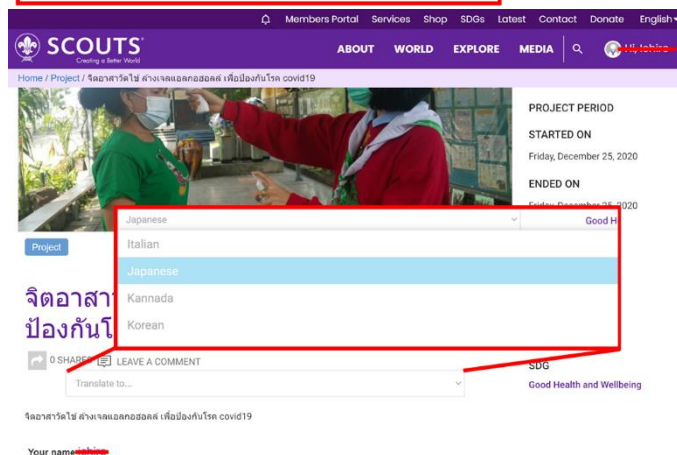 Members Portal Services Shop SDGs Latest Contact Donate English
SCOUTS
Creating a Better World
ABOUT WORLD EXPLORE MEDIA
Home / Project / จิตอาสาวัดไข้ ล่างเจลแอลกอฮอลล์ เพื่อป้องกันโรค covid19
PROJECT PERIOD
STARTED ON
Friday, December 25, 2020
ENDED ON
Friday, December 25, 2020
Japanese
Good H
Project
Italian
Japanese
Kannada
Korean
จิตอาสา
ป้องกันโ
0 SHARES LEAVE A COMMENT
SDG
Translate to...
Good Health and Wellbeing
จิตอาสาวัดไข้ ล่างเจลแอลกอฮอลล์ เพื่อป้องกันโรค covid19
Your name